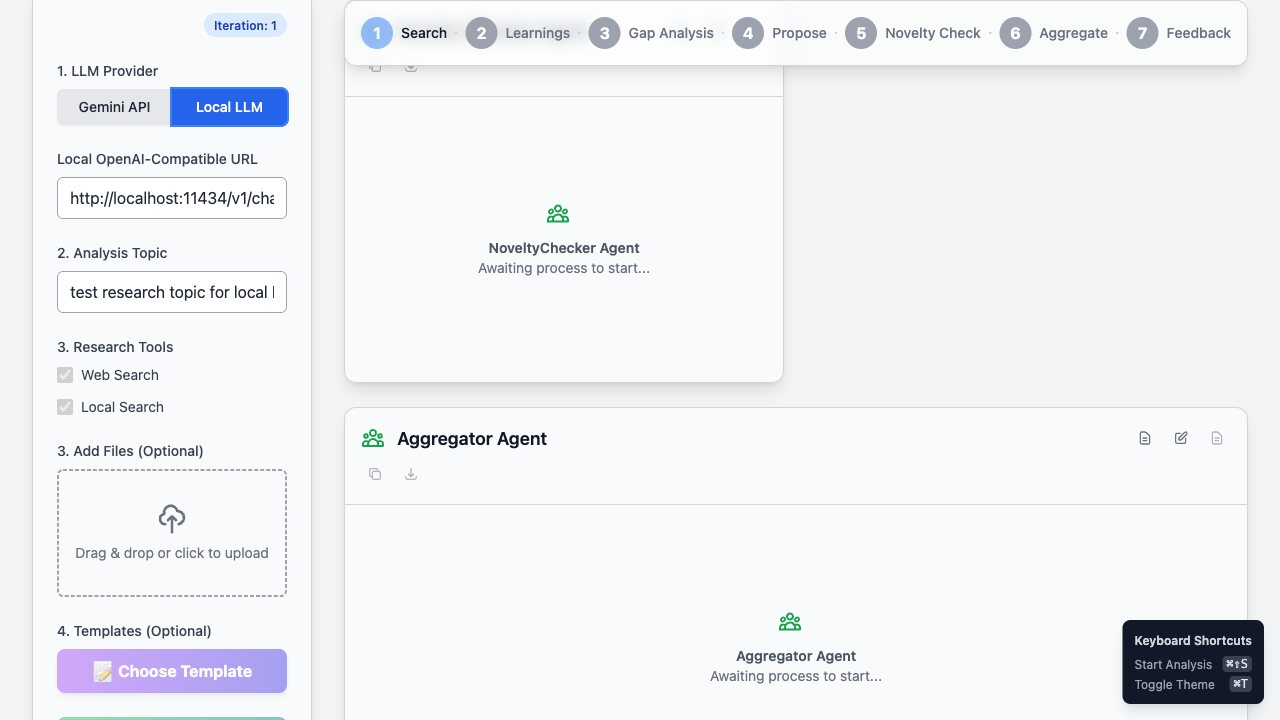 Iteration: 1
1. LLM Provider
Gemini API
Local LLM
Local OpenAI-Compatible URL
http://localhost:11434/v1/cha
2. Analysis Topic
test research topic for local
3. Research Tools
Web Search
Local Search
3. Add Files (Optional)
Drag & drop or click to upload
4. Templates (Optional)
📝 Choose Template
1 Search · 2 Learnings · 3 Gap Analysis · 4 Propose · 5 Novelty Check · 6 Aggregate · 7 Feedback
NoveltyChecker Agent
Awaiting process to start...
Aggregator Agent
Aggregator Agent
Awaiting process to start...
Keyboard Shortcuts
Start Analysis ⌘⇧S
Toggle Theme ⌘T